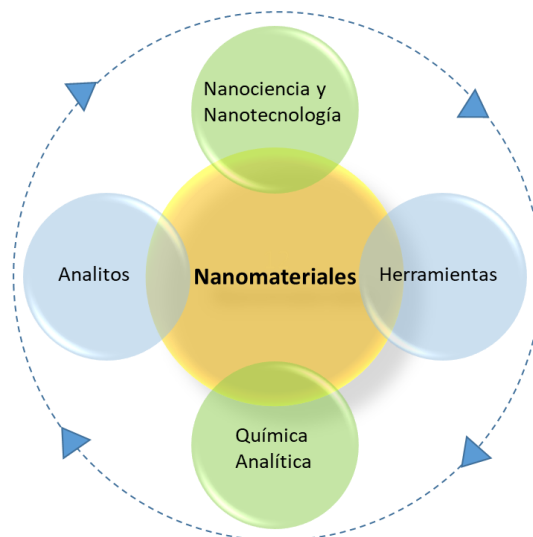 Nanociencia y
Nanotecnología
Analitos
Nanomateriales
Herramientas
Química
Analítica